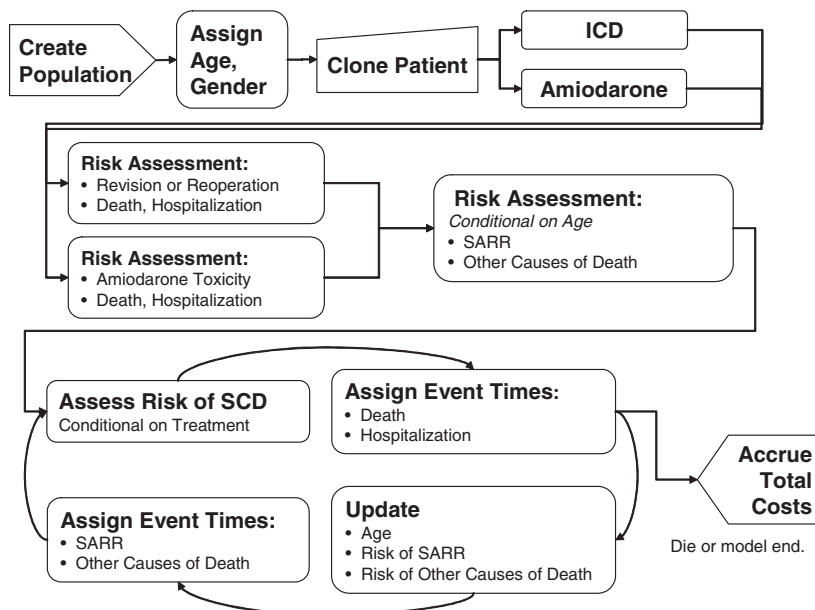 Create
Population
Assign
Age,
Gender
Clone Patient
ICD
Amiodarone
Risk Assessment:
• Revision or Reoperation
• Death, Hospitalization
Risk Assessment:
• Amiodarone Toxicity
• Death, Hospitalization
Risk Assessment:
Conditional on Age
• SARR
• Other Causes of Death
Assess Risk of SCD
Conditional on Treatment
Assign Event Times:
• Death
• Hospitalization
Accrue
Total
Costs
Die or model end.
Assign Event Times:
• SARR
• Other Causes of Death
Update
• Age
• Risk of SARR
• Risk of Other Causes of Death